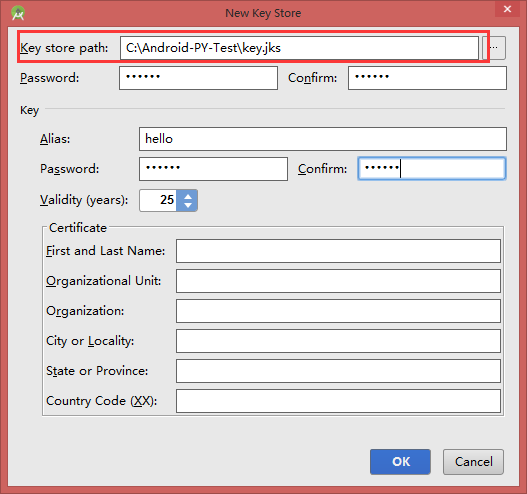 New Key Store
Key store path: C:\Android-PY-Test\key.jks ...
Password: •••••• Confirm: ••••••
Key
Alias: hello
Password: •••••• Confirm: ••••••
Validity (years): 25
Certificate
First and Last Name:
Organizational Unit:
Organization:
City or Locality:
State or Province:
Country Code (XX):
OK Cancel